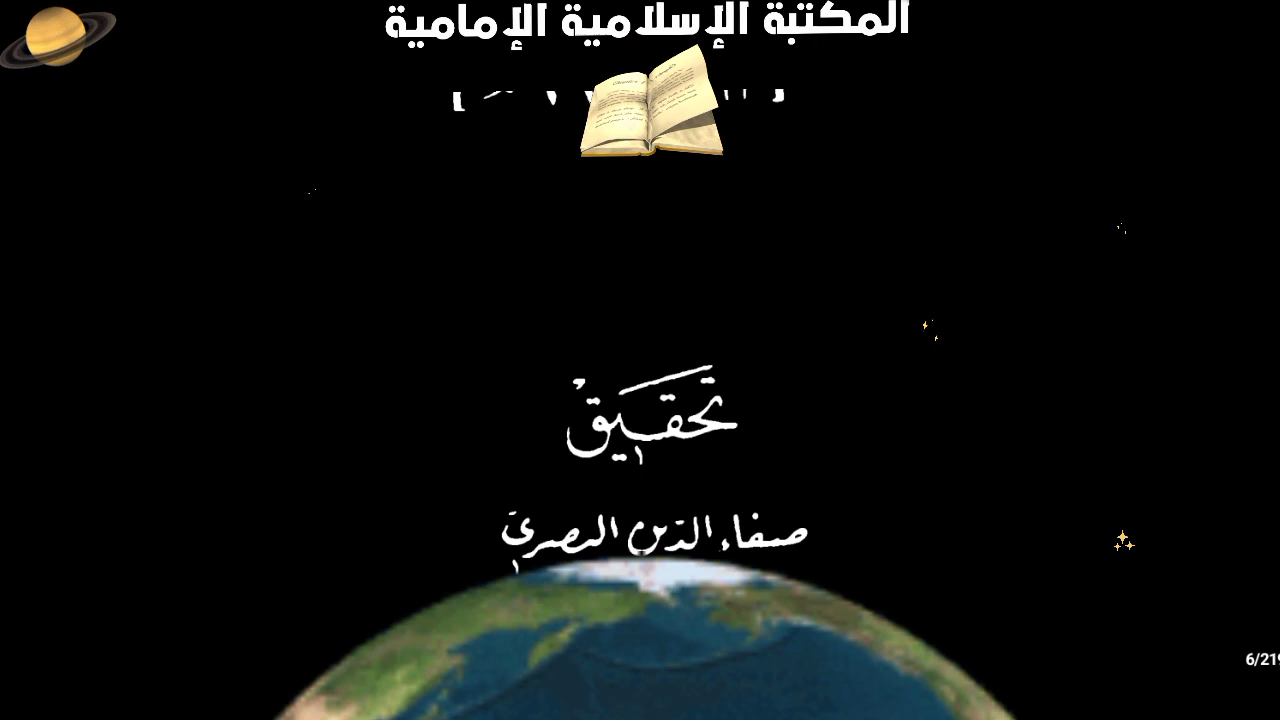 المكتبة الإسلامية الإمامية
تحقيق
صفاء الدين البصري
6/219